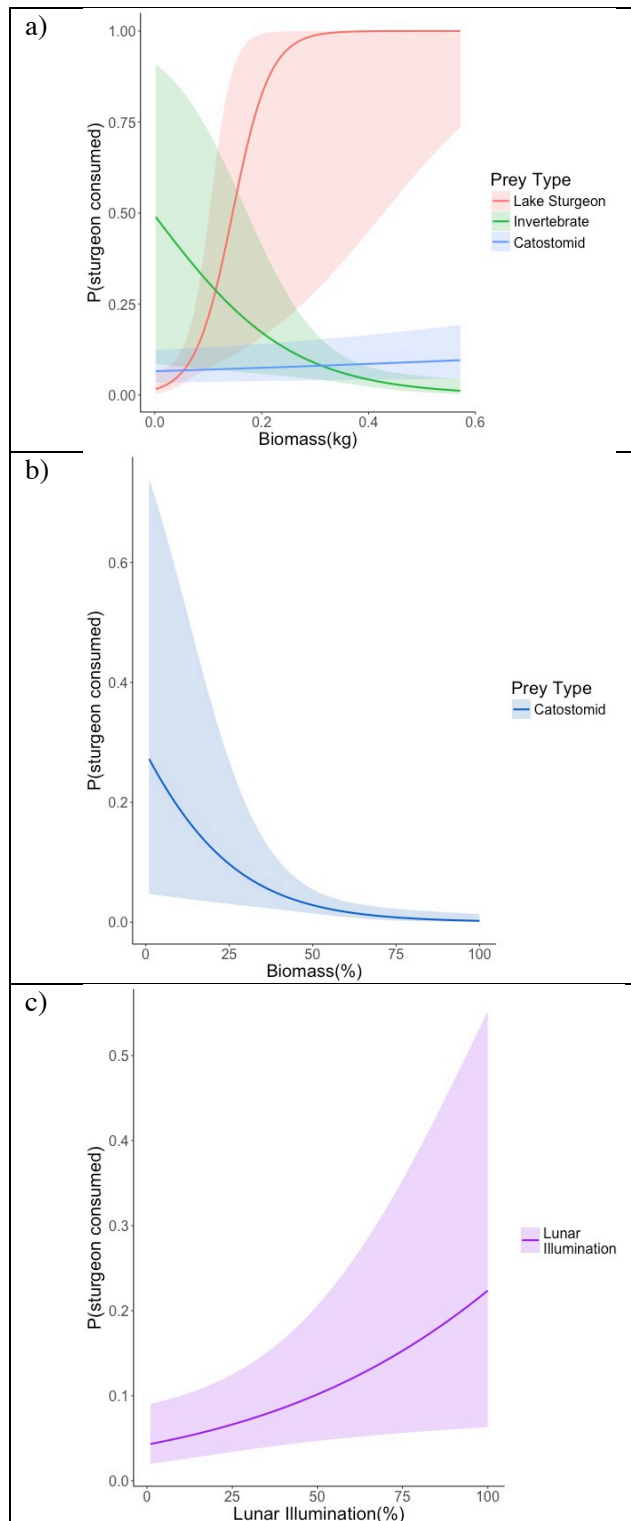 a)
1.00
0.75
0.50
0.25
0.00
P(sturgeon consumed)
0.0
0.2
0.4
0.6
Biomass(kg)
Prey Type
Lake Sturgeon
Invertebrate
Catostomid
b)
0.6
0.4
0.2
0.0
P(sturgeon consumed)
0
25
50
75
100
Biomass(%)
Prey Type
Catostomid
c)
0.5
0.4
0.3
0.2
0.1
0.0
P(sturgeon consumed)
0
25
50
75
100
Lunar Illumination(%)
Lunar
Illumination